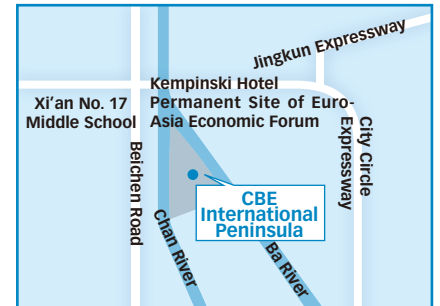 Jingkun Expressway
Kempinski Hotel
Xi'an No. 17
Middle School
Permanent Site of Euro-
Asia Economic Forum
City Circle
Expressway
Beichen Road
CBE
International
Peninsula
Chan River
Ba River